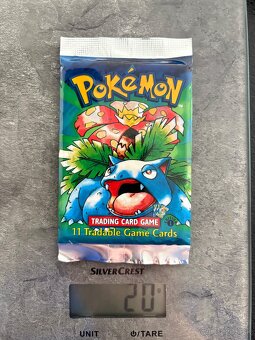 POKéMON
TRADING CARD GAME
11 Tradable Game Cards
SILVERCREST
20
UNIT ⏻/TARE